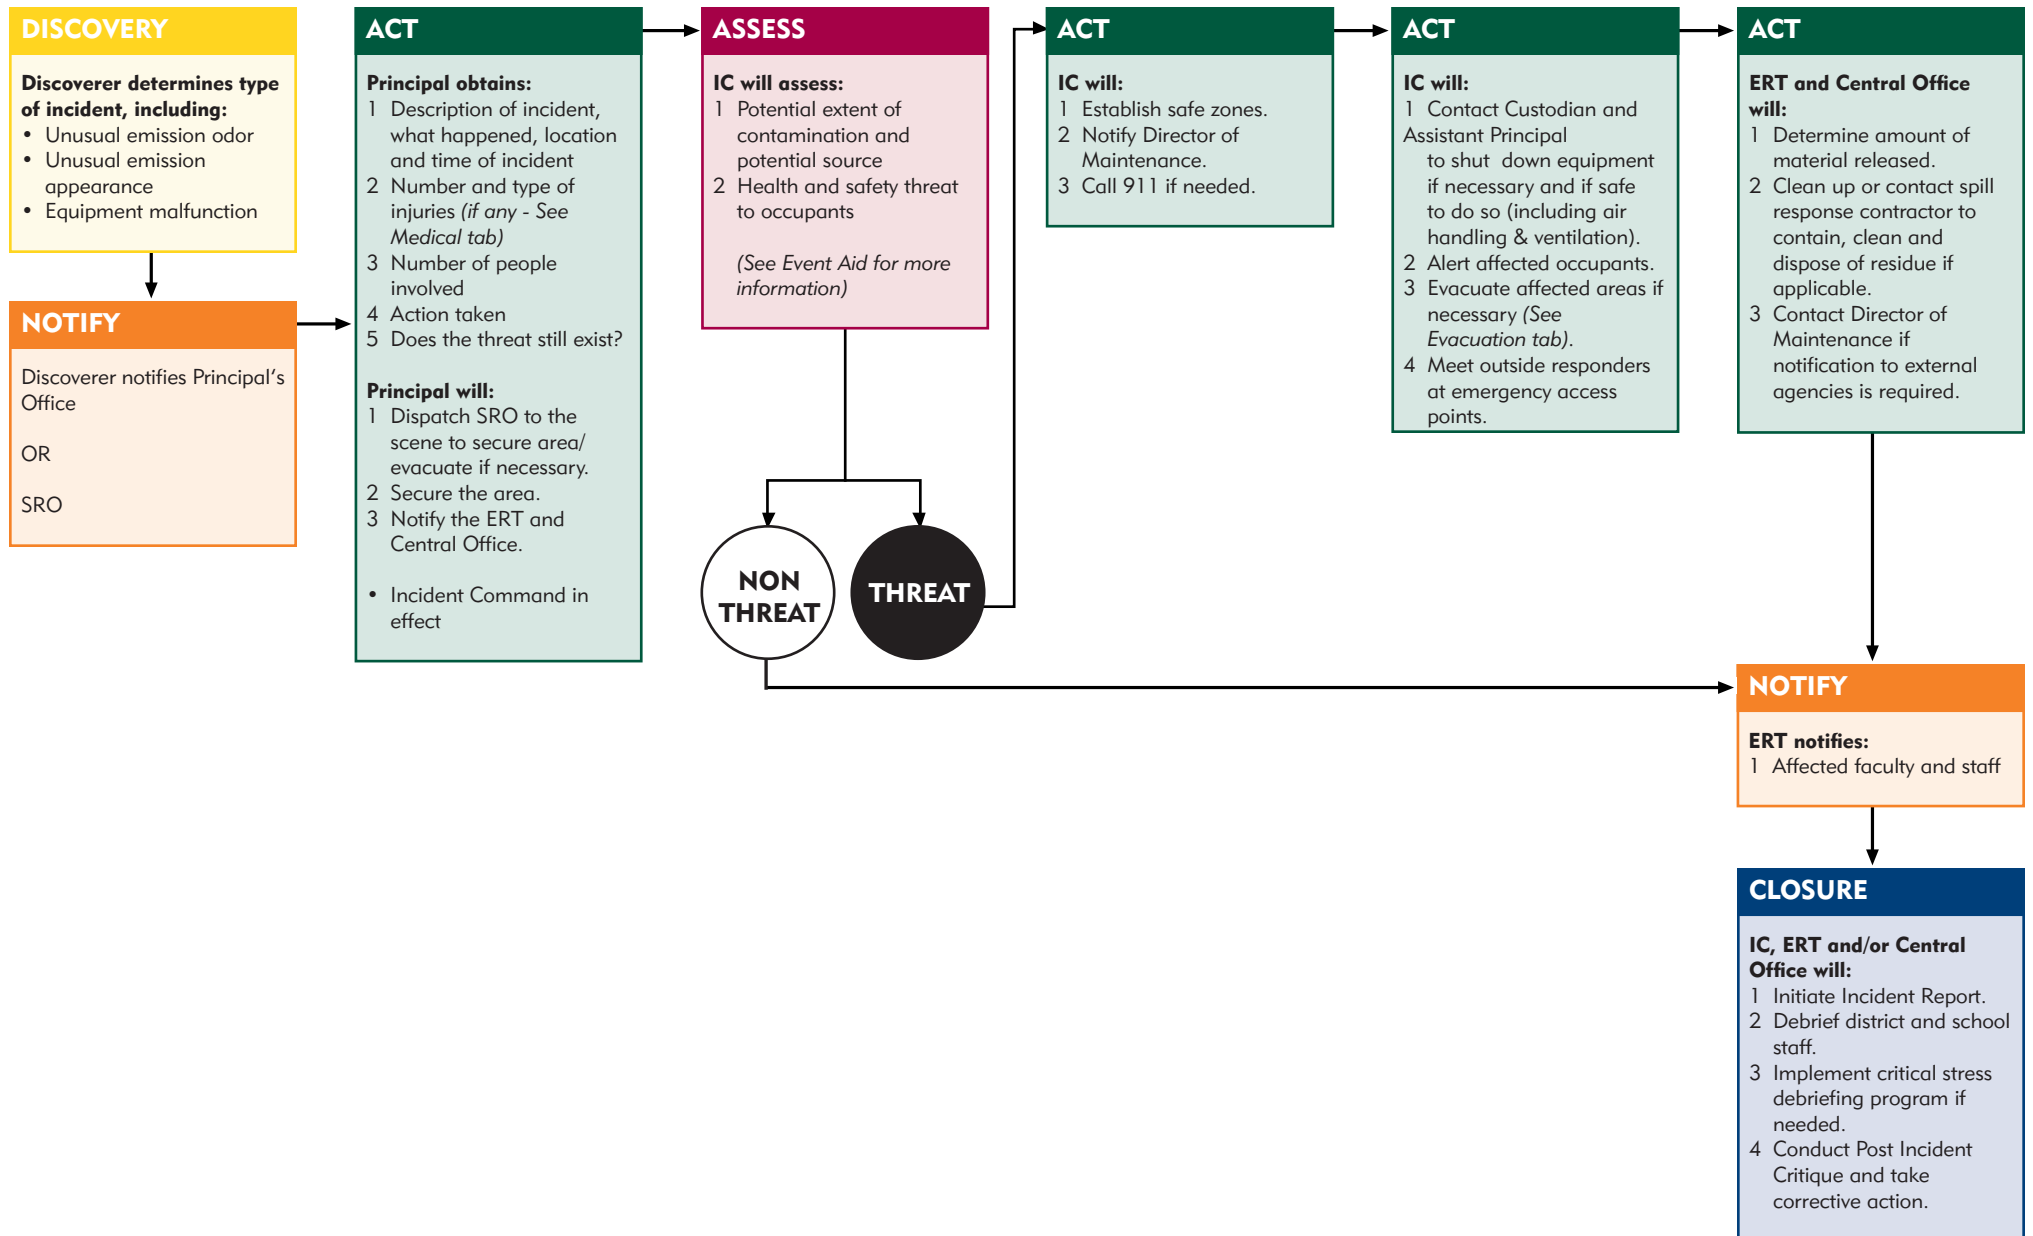 DISCOVERY
Discoverer determines type
of incident, including:
• Unusual emission odor
• Unusual emission
appearance
• Equipment malfunction
NOTIFY
Discoverer notifies Principal's
Office
OR
SRO
ACT
Principal obtains:
1 Description of incident,
what happened, location
and time of incident
2 Number and type of
injuries (if any - See
Medical tab)
3 Number of people
involved
4 Action taken
5 Does the threat still exist?
Principal will:
1 Dispatch SRO to the
scene to secure area/
evacuate if necessary.
2 Secure the area.
3 Notify the ERT and
Central Office.
• Incident Command in
effect
ASSESS
IC will assess:
1 Potential extent of
contamination and
potential source
2 Health and safety threat
to occupants
(See Event Aid for more
information)
NON
THREAT
THREAT
ACT
IC will:
1 Establish safe zones.
2 Notify Director of
Maintenance.
3 Call 911 if needed.
ACT
IC will:
1 Contact Custodian and
Assistant Principal
to shut down equipment
if necessary and if safe
to do so (including air
handling & ventilation).
2 Alert affected occupants.
3 Evacuate affected areas if
necessary (See
Evacuation tab).
4 Meet outside responders
at emergency access
points.
ACT
ERT and Central Office
will:
1 Determine amount of
material released.
2 Clean up or contact spill
response contractor to
contain, clean and
dispose of residue if
applicable.
3 Contact Director of
Maintenance if
notification to external
agencies is required.
NOTIFY
ERT notifies:
1 Affected faculty and staff
CLOSURE
IC, ERT and/or Central
Office will:
1 Initiate Incident Report.
2 Debrief district and school
staff.
3 Implement critical stress
debriefing program if
needed.
4 Conduct Post Incident
Critique and take
corrective action.